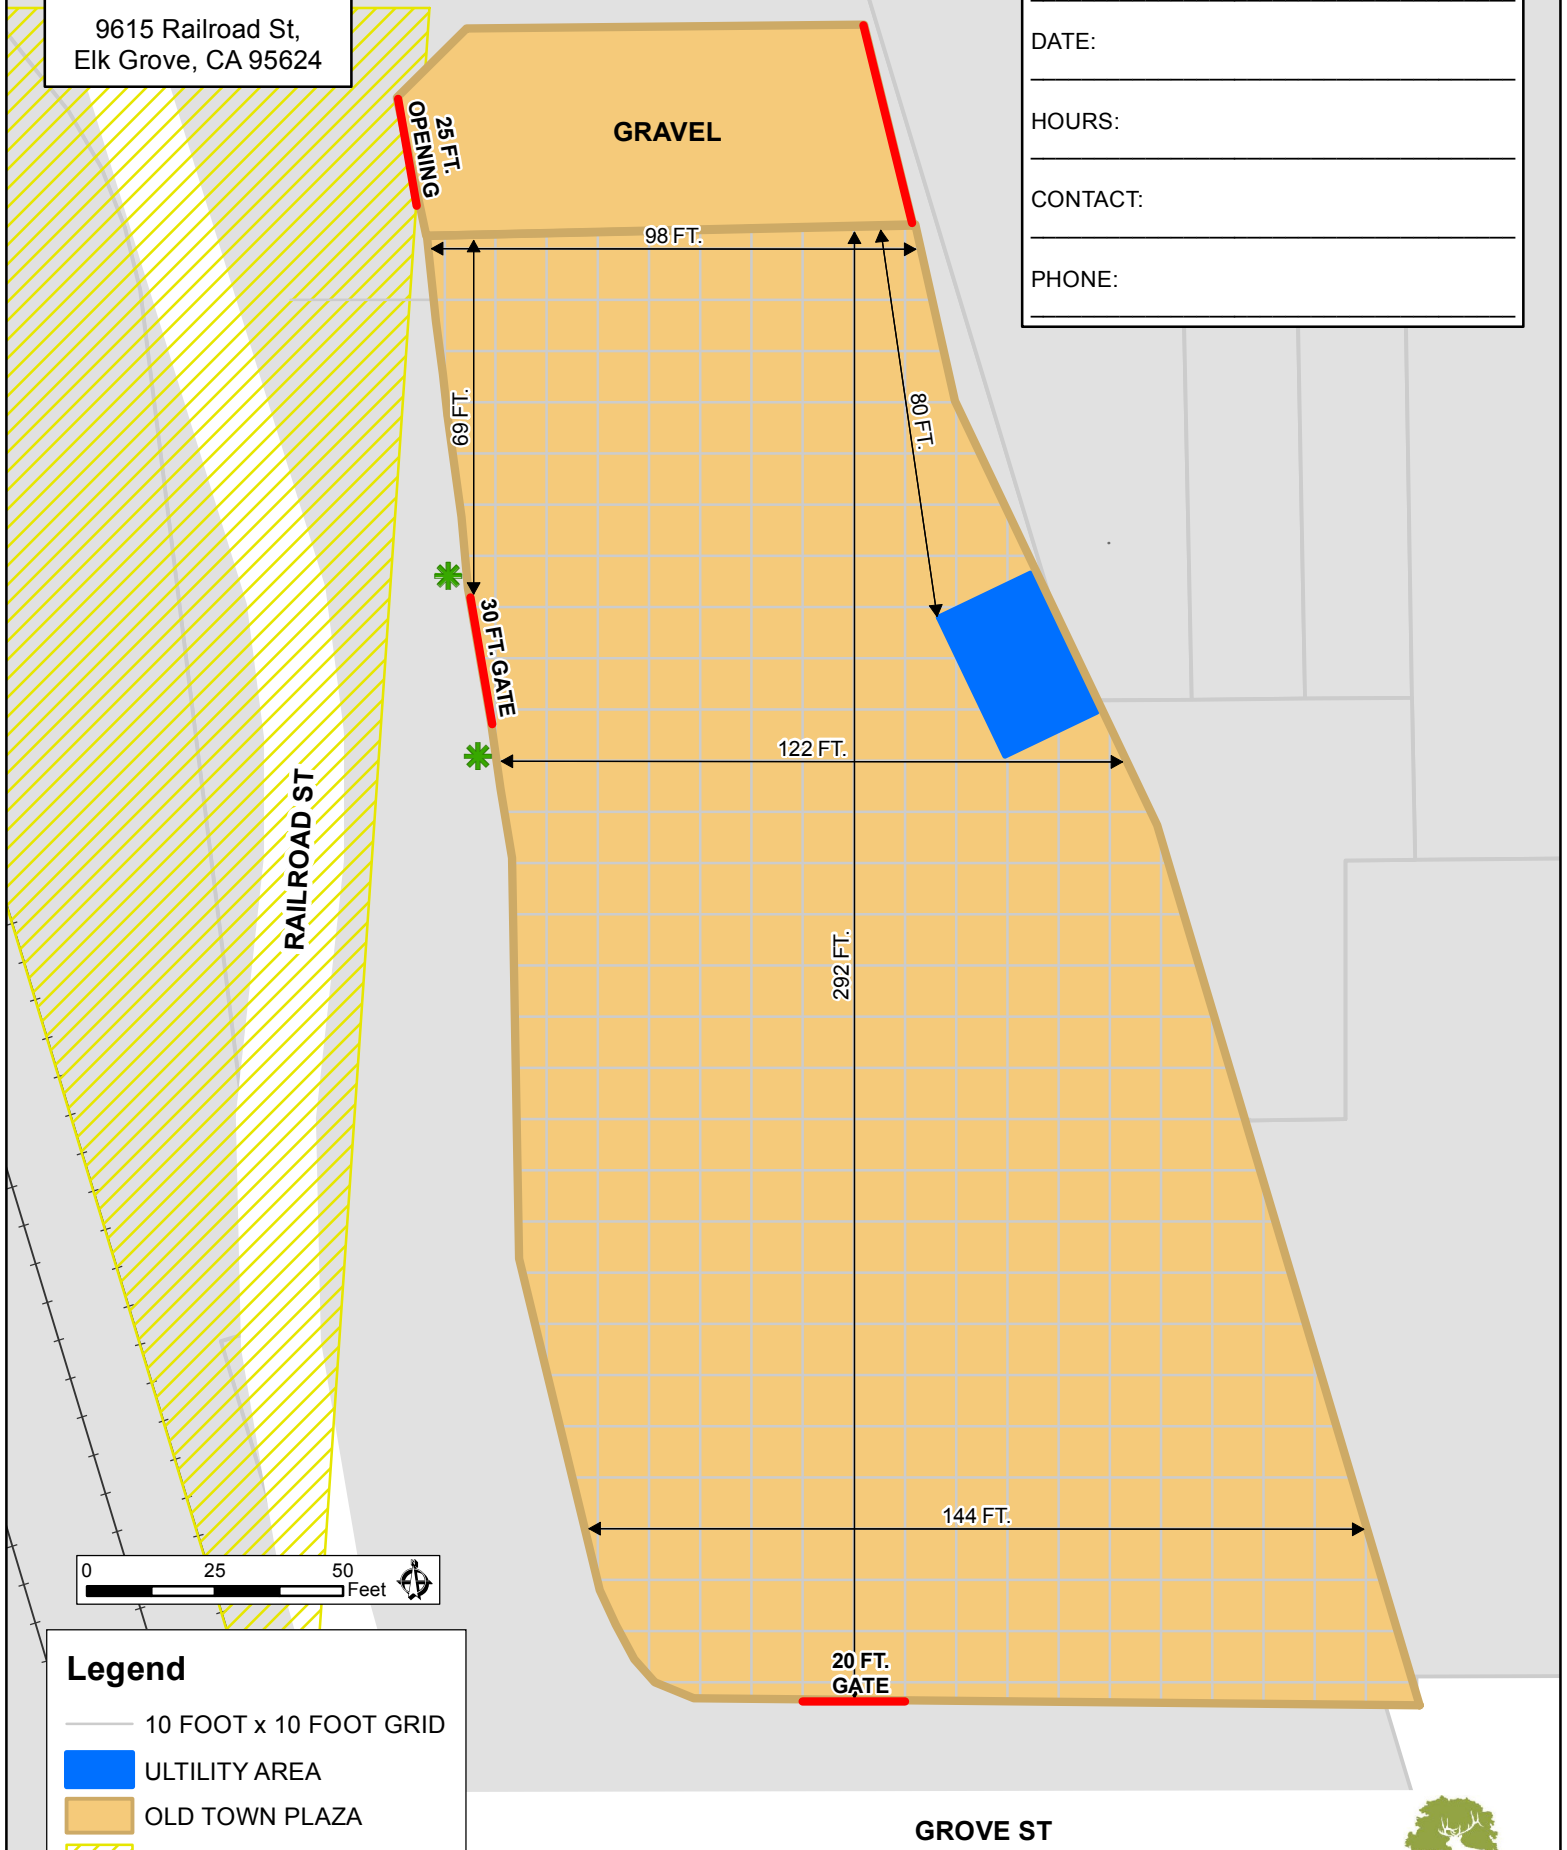 9615 Railroad St,
Elk Grove, CA 95624
DATE:
HOURS:
CONTACT:
PHONE:
25 FT.
OPENING
GRAVEL
98 FT.
69 FT.
80 FT.
30 FT. GATE
122 FT.
RAILROAD ST
292 FT.
144 FT.
0 25 50
Feet
20 FT.
GATE
Legend
10 FOOT x 10 FOOT GRID
ULTILITY AREA
OLD TOWN PLAZA
GROVE ST